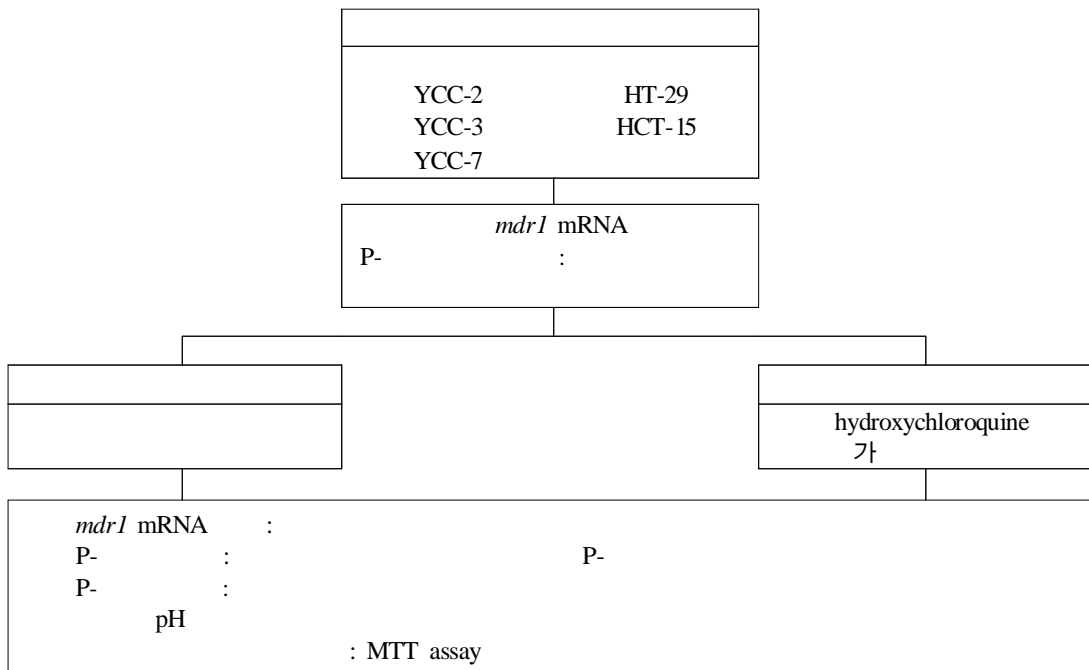 YCC-2 HT-29
YCC-3 HCT-15
YCC-7
mdr1 mRNA
P- :
hydroxychloroquine
가
mdr1 mRNA :
P- : P-
P- :
pH
: MTT assay